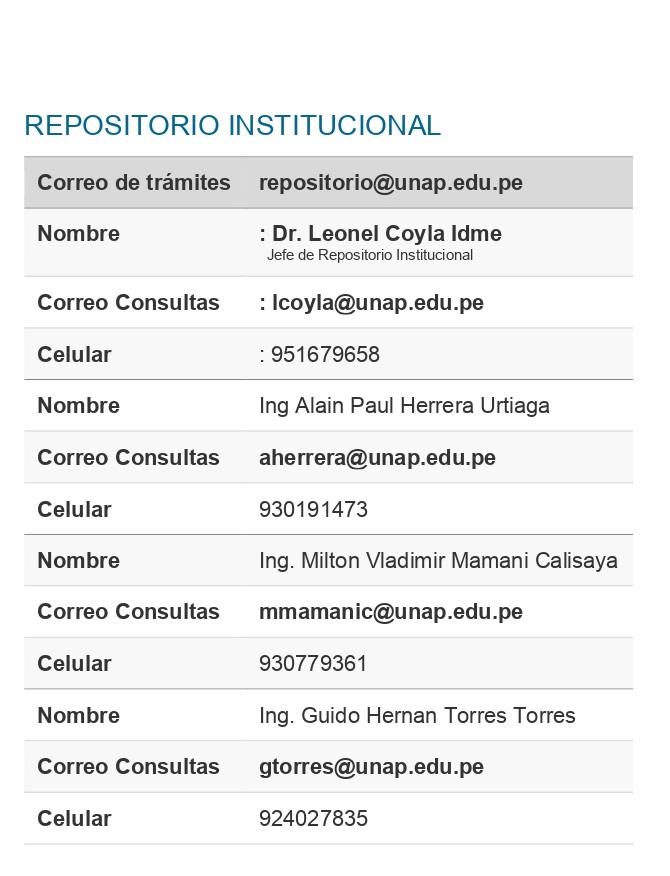 REPOSITORIO INSTITUCIONAL
Correo de trámites repositorio@unap.edu.pe
Nombre : Dr. Leonel Coyla Idme
Jefe de Repositorio Institucional
Correo Consultas : lcoyla@unap.edu.pe
Celular : 951679658
Nombre Ing Alain Paul Herrera Urtiaga
Correo Consultas aherrera@unap.edu.pe
Celular 930191473
Nombre Ing. Milton Vladimir Mamani Calisaya
Correo Consultas mmamanic@unap.edu.pe
Celular 930779361
Nombre Ing. Guido Hernan Torres Torres
Correo Consultas gtorres@unap.edu.pe
Celular 924027835